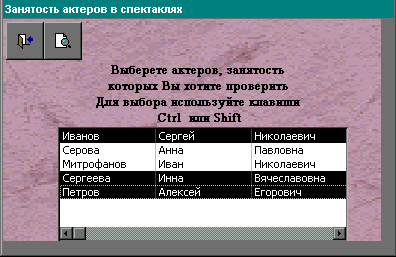 Занятость актеров в спектаклях
Выберете актеров, занятость
которых Вы хотите проверить
Для выбора используйте клавиши
Ctrl или Shift
Иванов Сергей Николаевич
Серова Анна Павловна
Митрофанов Иван Николаевич
Сергеева Инна Вячеславовна
Петров Алексей Егорович